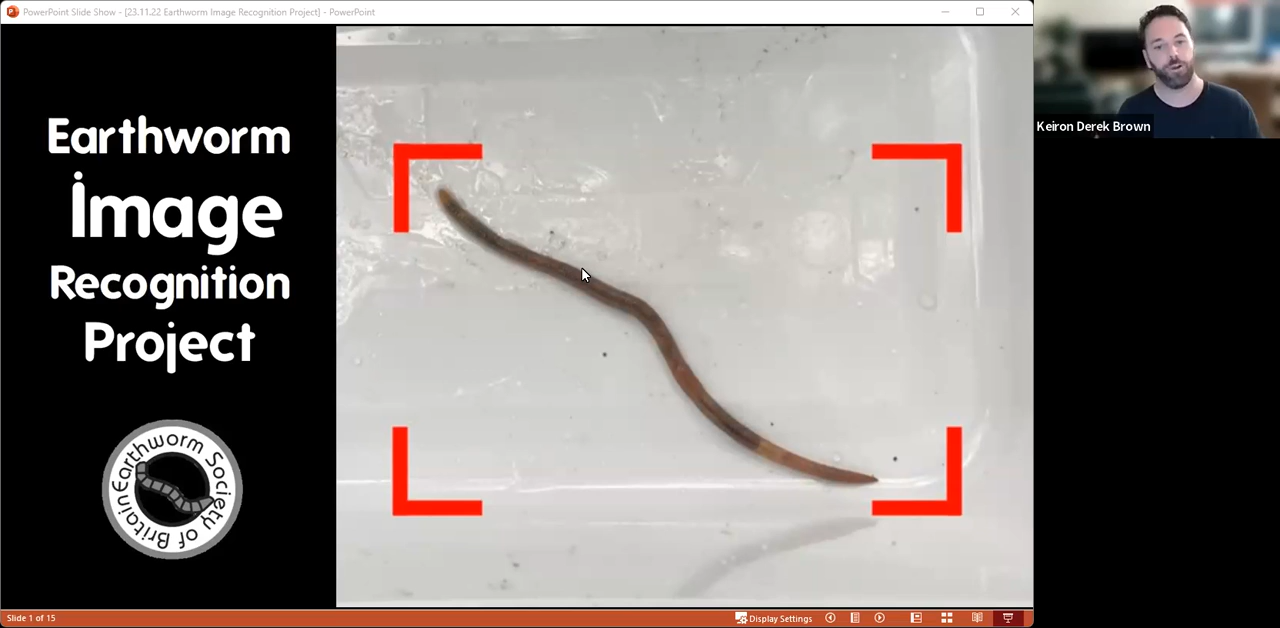 PowerPoint Slide Show - [23.11.22 Earthworm Image Recognition Project] - PowerPoint
Earthworm
Image
Recognition
Project
Earthworm Society of Britain
Keiron Derek Brown
Slide 1 of 15
Display Settings